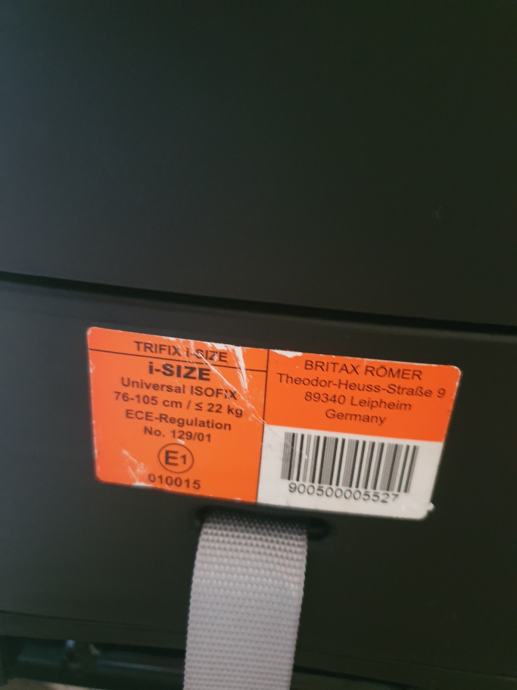 TRIFIX i-SIZE
i-SIZE
Universal ISOFIX
76-105 cm / ≤ 22 kg
ECE-Regulation
No. 129/01
E1
010015
BRITAX RÖMER
Theodor-Heuss-Straße 9
89340 Leipheim
Germany
900500005527